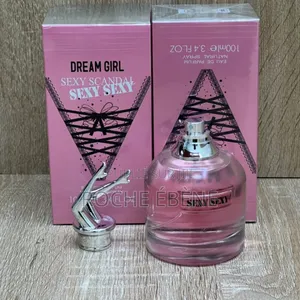 DREAM GIRL
SEXY SCANDAL
SEXY SEXY
EAU DE PARFUM
NATURAL SPRAY
100ml℮ 3.4 FL.OZ
SEXY SEXY